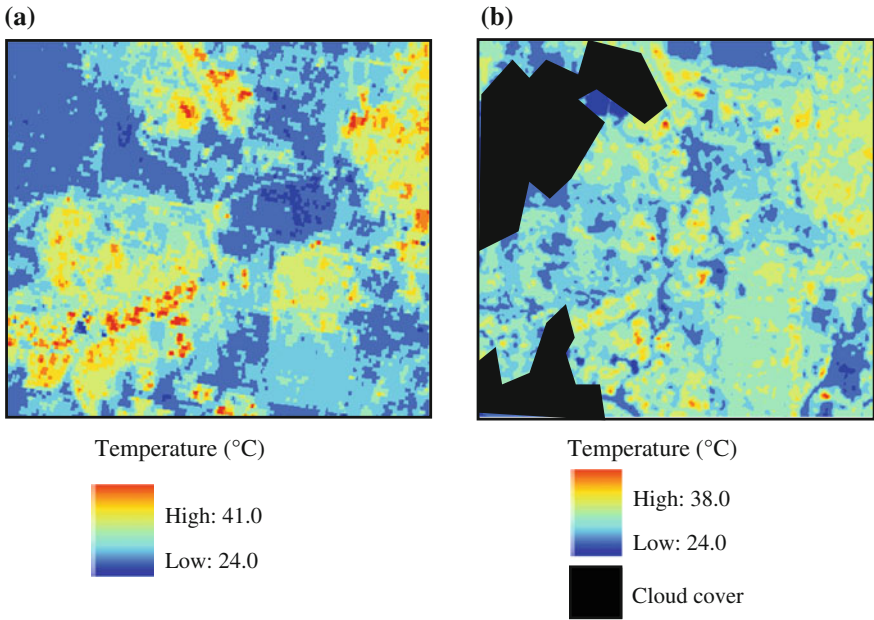 (a)
(b)
Temperature (°C)
High: 41.0
Low: 24.0
Temperature (°C)
High: 38.0
Low: 24.0
Cloud cover